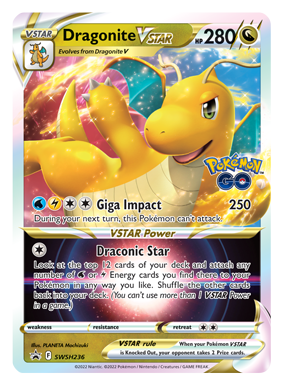 VSTAR Dragonite VSTAR HP 280
Evolves from Dragonite V
Pokémon
GO
Giga Impact 250
During your next turn, this Pokémon can't attack.
VSTAR Power
Draconic Star
Look at the top 12 cards of your deck and attach any
number of or Energy cards you find there to your
Pokémon in any way you like. Shuffle the other cards
back into your deck. (You can't use more than 1 VSTAR Power
in a game.)
weakness resistance retreat
Illus. PLANETA Mochizuki
VSTAR rule When your Pokémon VSTAR
is Knocked Out, your opponent takes 2 Prize cards.
F SWSH236
©2022 Niantic. ©2022 Pokémon / Nintendo / Creatures / GAME FREAK